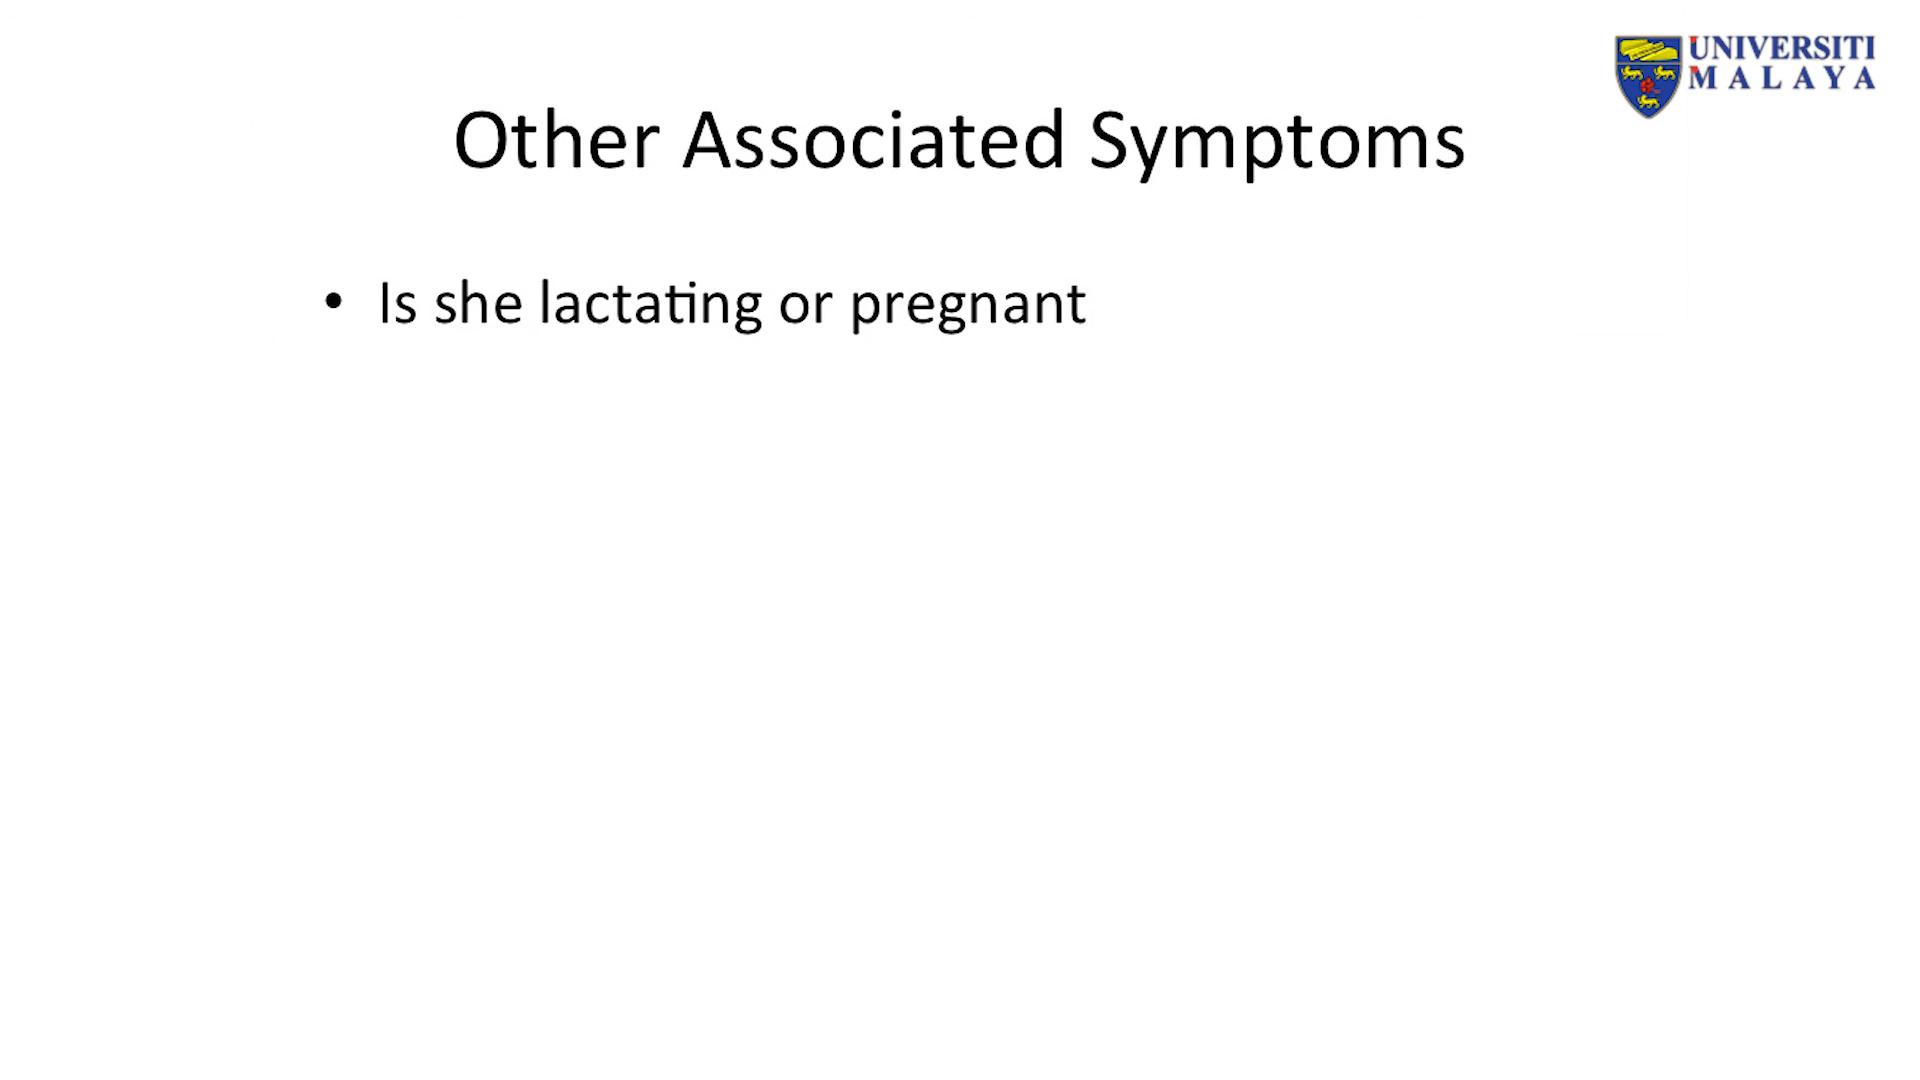 UNIVERSITI
MALAYA
Other Associated Symptoms
• Is she lactating or pregnant